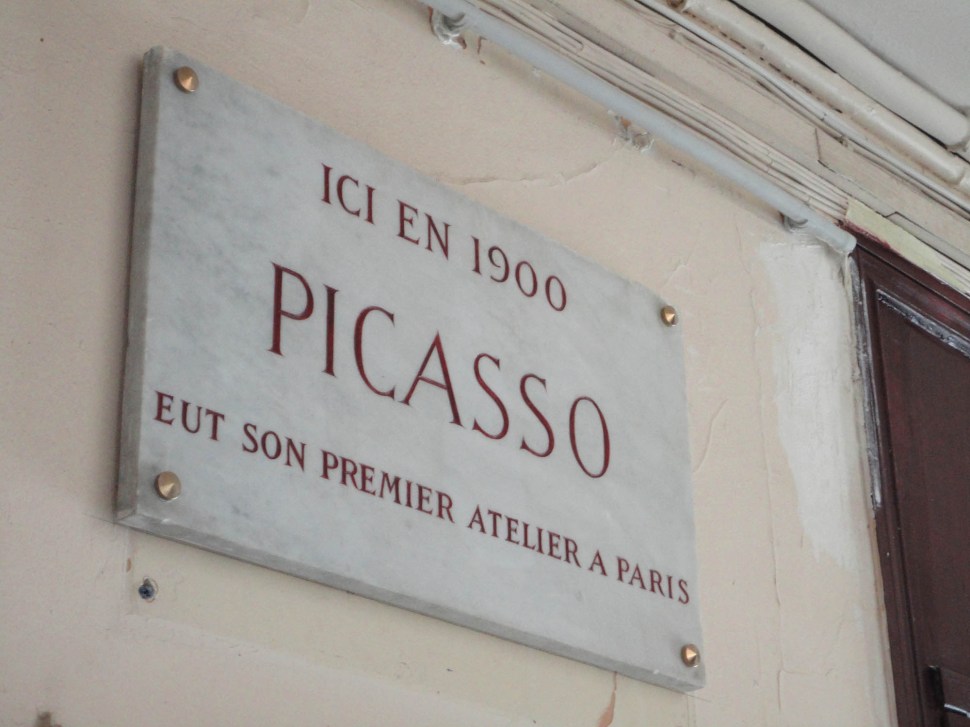 ICI EN 1900
PICASSO
EUT SON PREMIER ATELIER A PARIS